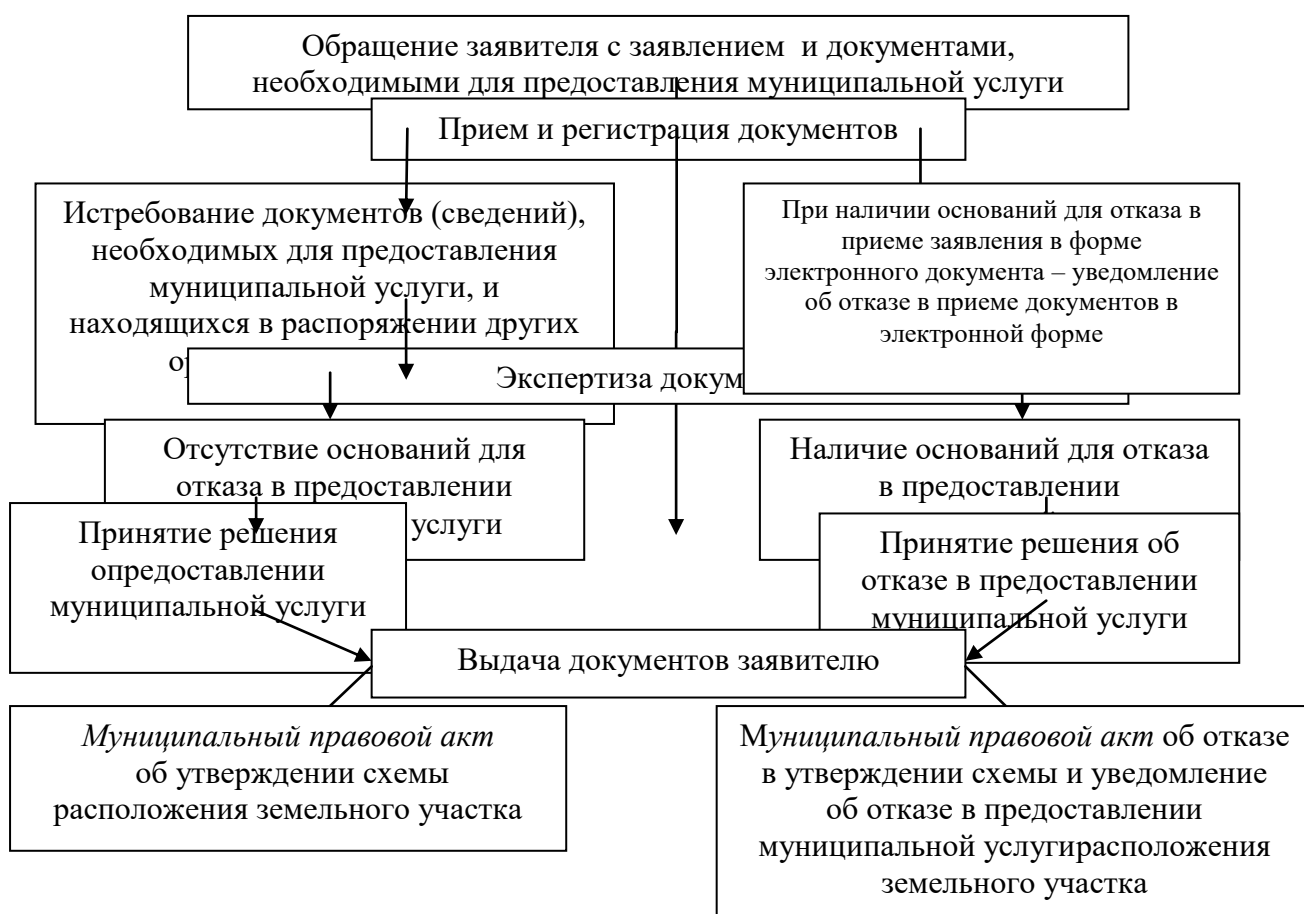 Обращение заявителя с заявлением и документами,
необходимыми для предоставления муниципальной услуги
Прием и регистрация документов
Истребование документов (сведений),
необходимых для предоставления
муниципальной услуги, и
находящихся в распоряжении других
При наличии оснований для отказа в
приеме заявления в форме
электронного документа – уведомление
об отказе в приеме документов в
электронной форме
Экспертиза
Отсутствие оснований для
отказа в предоставлении
услуги
Наличие оснований для отказа
в предоставлении
Принятие решения
опредоставлении
муниципальной услуги
Принятие решения об
отказе в предоставлении
муниципальной услуги
Выдача документов заявителю
Муниципальный правовой акт
об утверждении схемы
расположения земельного участка
Муниципальный правовой акт об отказе
в утверждении схемы и уведомление
об отказе в предоставлении
муниципальной услугирасположения
земельного участка